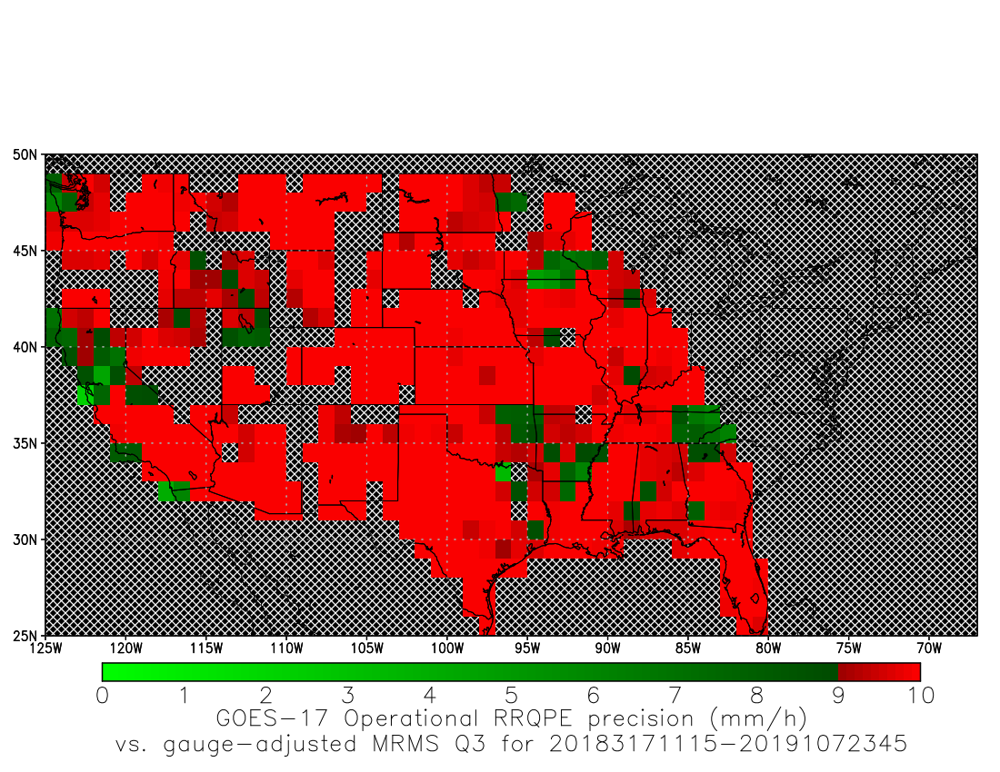 50N
45N
40N
35N
30N
25N
125W 120W 115W 110W 105W 100W 95W 90W 85W 80W 75W 70W
0 1 2 3 4 5 6 7 8 9 10
GOES-17 Operational RRQPE precision (mm/h)
vs. gauge-adjusted MRMS Q3 for 20183171115-20191072345